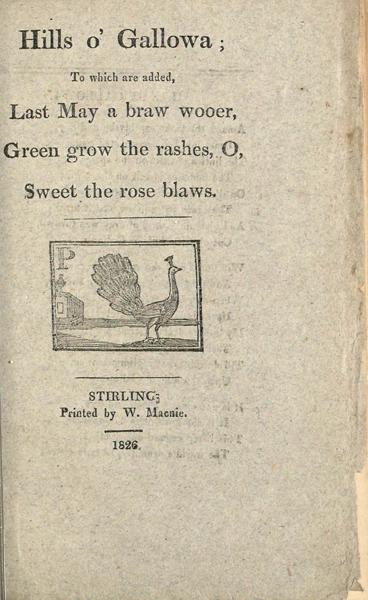 Hills o' Gallowa;
To which are added,
Last May a braw wooer,
Green grow the rashes, O,
Sweet the rose blaws.
P
STIRLING;
Printed by W. Macnie.
1826.